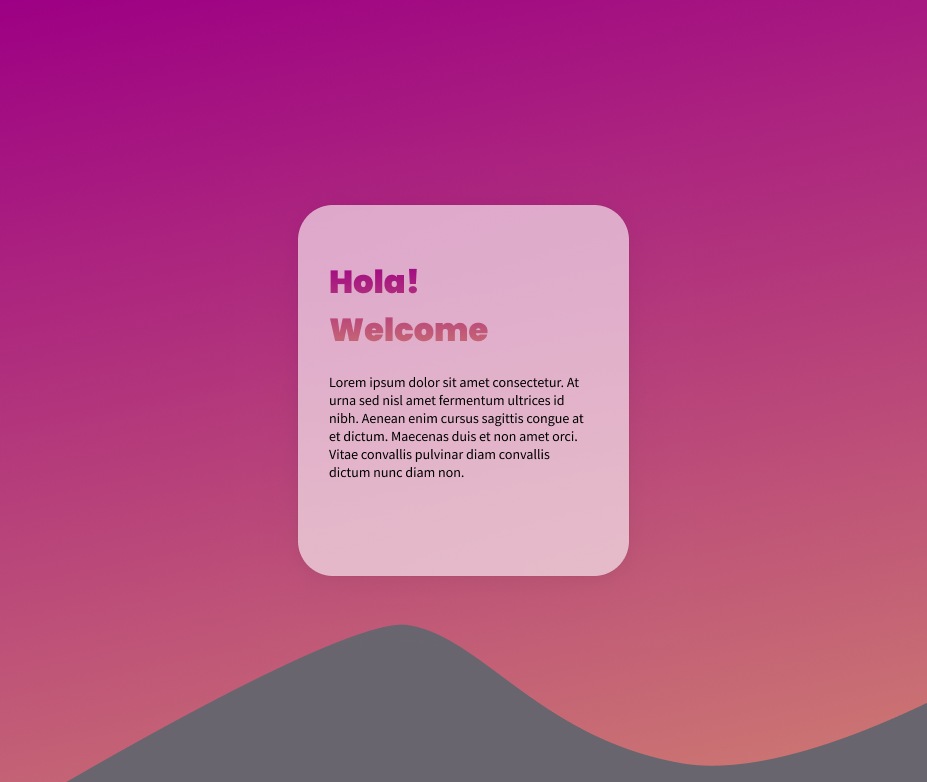 Hola!
Welcome
Lorem ipsum dolor sit amet consectetur. At
urna sed nisl amet fermentum ultrices id
nibh. Aenean enim cursus sagittis congue at
et dictum. Maecenas duis et non amet orci.
Vitae convallis pulvinar diam convallis
dictum nunc diam non.